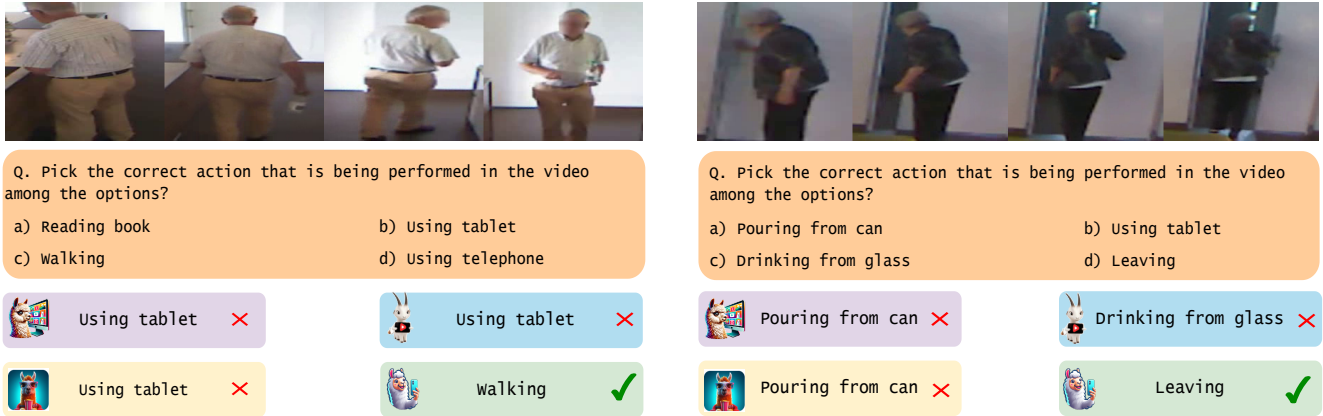 Q. Pick the correct action that is being performed in the video
among the options?
a) Reading book
b) Using tablet
c) Walking
d) Using telephone
Using tablet
Using tablet
Using tablet
Walking
Q. Pick the correct action that is being performed in the video
among the options?
a) Pouring from can
b) Using tablet
c) Drinking from glass
d) Leaving
Pouring from can
Drinking from glass
Pouring from can
Leaving